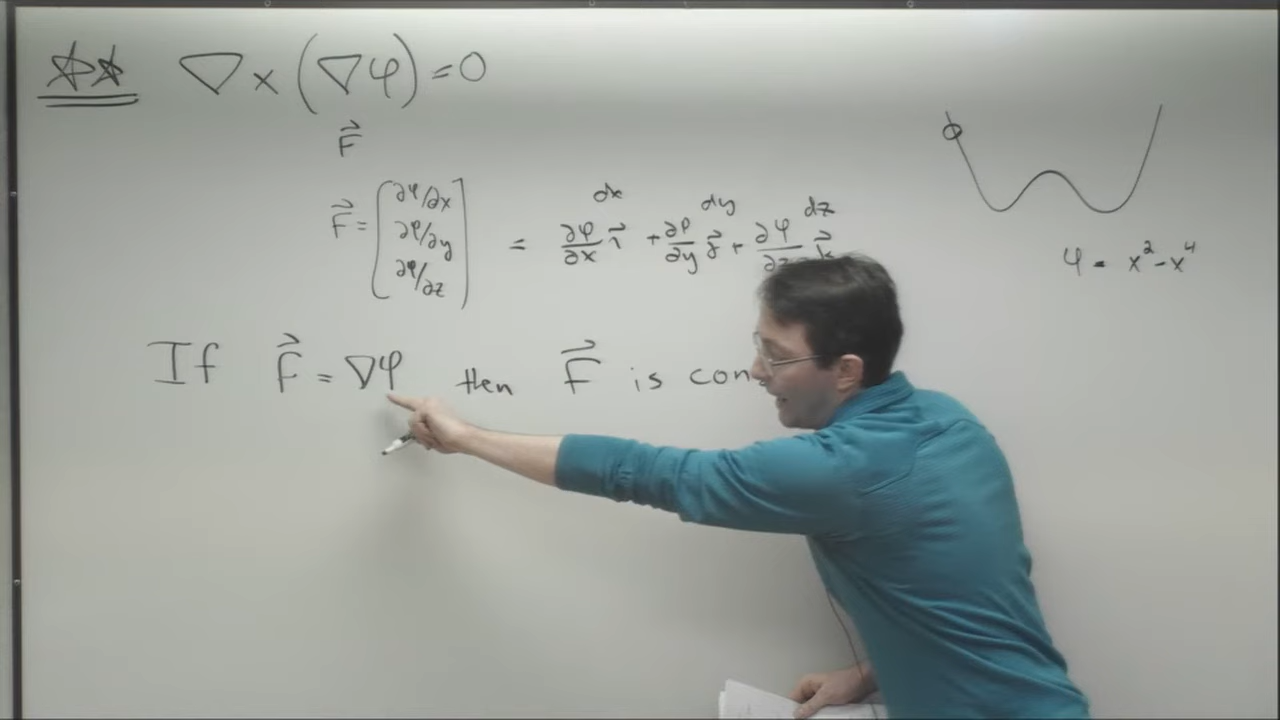 ☆☆ ∇ x (∇φ) = 0
F⃗
dx dy dz
F⃗ = [∂φ/∂x ∂φ/∂y ∂φ/∂z] = ∂φ/∂x i⃗ + ∂φ/∂y j⃗ + ∂φ/∂z k⃗
φ = x² - x⁴
If F⃗ = ∇φ then F⃗ is con